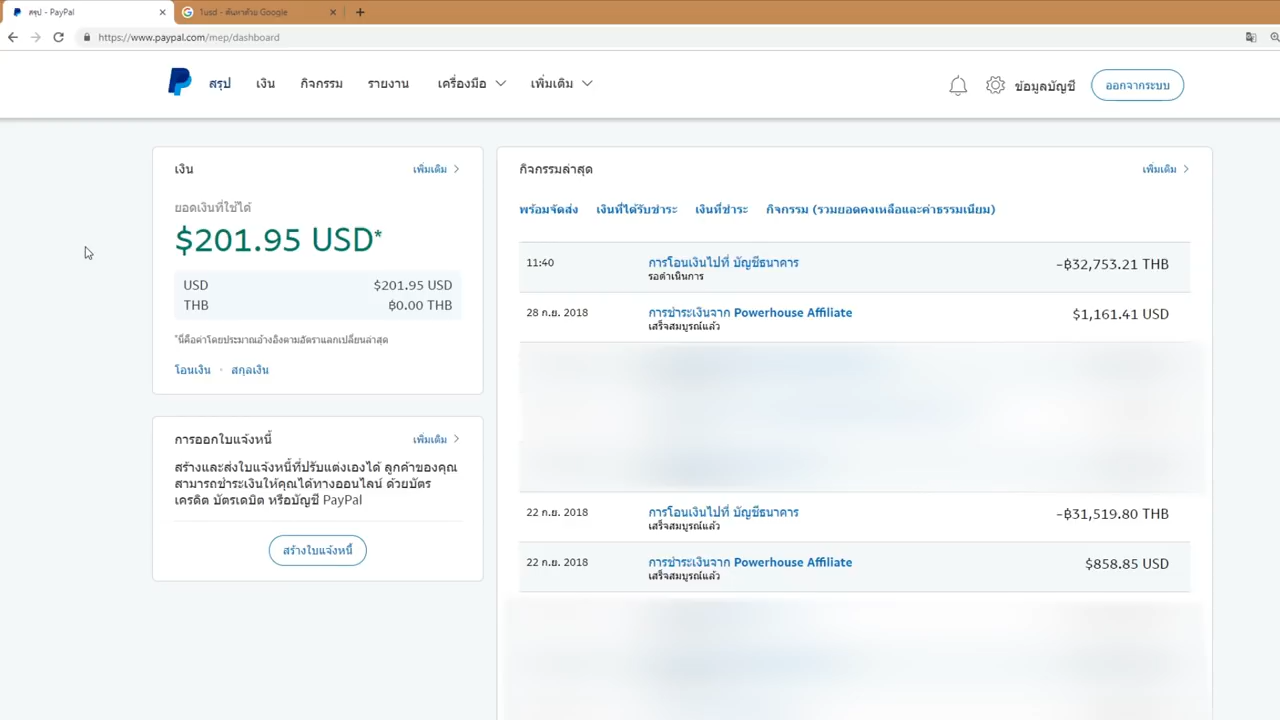 สรุป - PayPal
1usd - ค้นหาด้วย Google
https://www.paypal.com/mep/dashboard
สรุป เงิน กิจกรรม รายงาน เครื่องมือ เพิ่มเติม ข้อมูลบัญชี ออกจากระบบ
เงิน เพิ่มเติม
ยอดเงินที่ใช้ได้
$201.95 USD*
USD $201.95 USD
THB ฿0.00 THB
*นี่คือค่าโดยประมาณอ้างอิงตามอัตราแลกเปลี่ยนล่าสุด
โอนเงิน · สกุลเงิน
การออกใบแจ้งหนี้ เพิ่มเติม
สร้างและส่งใบแจ้งหนี้ที่ปรับแต่งเองได้ ลูกค้าของคุณ
สามารถชำระเงินให้คุณได้ทางออนไลน์ ด้วยบัตร
เครดิต บัตรเดบิต หรือบัญชี PayPal
สร้างใบแจ้งหนี้
กิจกรรมล่าสุด เพิ่มเติม
พร้อมจัดส่ง เงินที่ได้รับชำระ เงินที่ชำระ กิจกรรม (รวมยอดคงเหลือและค่าธรรมเนียม)
11:40 การโอนเงินไปที่ บัญชีธนาคาร -฿32,753.21 THB
รอดำเนินการ
28 ก.ย. 2018 การชำระเงินจาก Powerhouse Affiliate $1,161.41 USD
เสร็จสมบูรณ์แล้ว
22 ก.ย. 2018 การโอนเงินไปที่ บัญชีธนาคาร -฿31,519.80 THB
เสร็จสมบูรณ์แล้ว
22 ก.ย. 2018 การชำระเงินจาก Powerhouse Affiliate $858.85 USD
เสร็จสมบูรณ์แล้ว